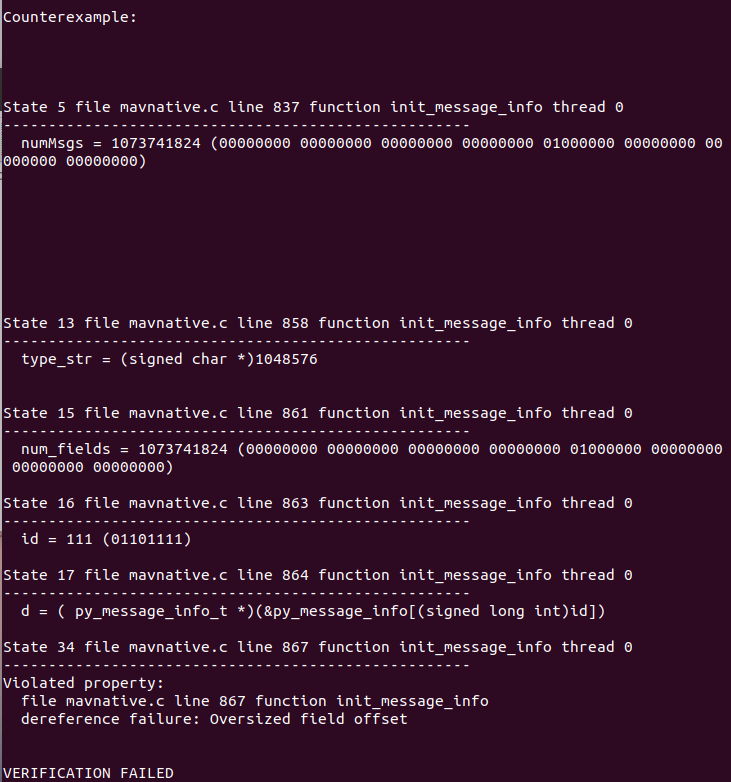 Counterexample:
State 5 file mavnative.c line 837 function init_message_info thread 0
----------------------------------------------------
  numMsgs = 1073741824 (00000000 00000000 00000000 00000000 01000000 00000000 00
000000 00000000)
State 13 file mavnative.c line 858 function init_message_info thread 0
----------------------------------------------------
  type_str = (signed char *)1048576
State 15 file mavnative.c line 861 function init_message_info thread 0
----------------------------------------------------
  num_fields = 1073741824 (00000000 00000000 00000000 00000000 01000000 00000000
 00000000 00000000)
State 16 file mavnative.c line 863 function init_message_info thread 0
----------------------------------------------------
  id = 111 (01101111)
State 17 file mavnative.c line 864 function init_message_info thread 0
----------------------------------------------------
  d = ( py_message_info_t *)(&py_message_info[(signed long int)id])
State 34 file mavnative.c line 867 function init_message_info thread 0
----------------------------------------------------
Violated property:
  file mavnative.c line 867 function init_message_info
  dereference failure: Oversized field offset
VERIFICATION FAILED